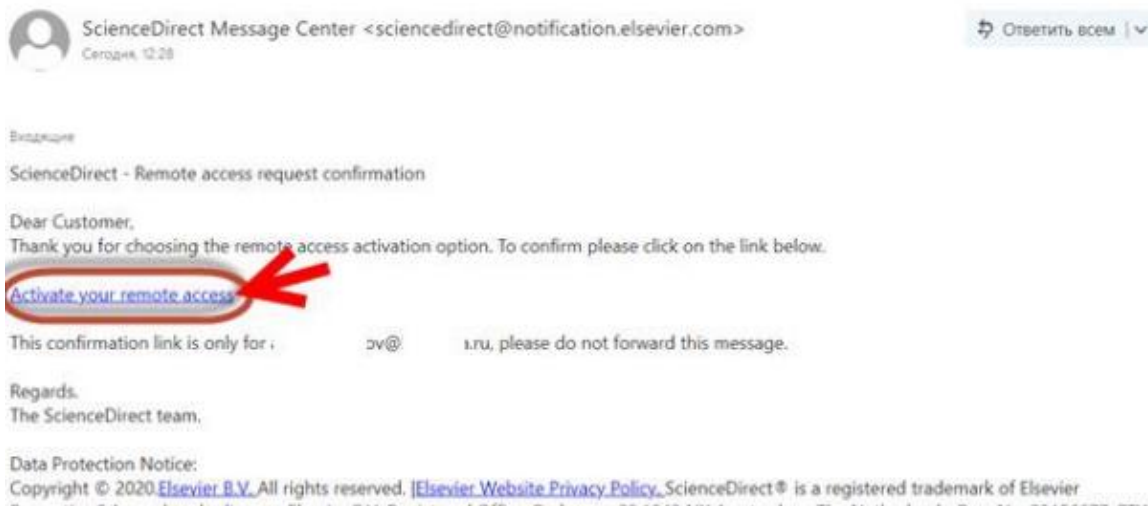 ScienceDirect Message Center <sciencedirect@notification.elsevier.com>
Ответить всем
Сегодня, 12:28
Входящие
ScienceDirect - Remote access request confirmation
Dear Customer,
Thank you for choosing the remote access activation option. To confirm please click on the link below.
Activate your remote access
This confirmation link is only for ov@ .ru, please do not forward this message.
Regards.
The ScienceDirect team.
Data Protection Notice:
Copyright © 2020 Elsevier B.V. All rights reserved. |Elsevier Website Privacy Policy. ScienceDirect® is a registered trademark of Elsevier